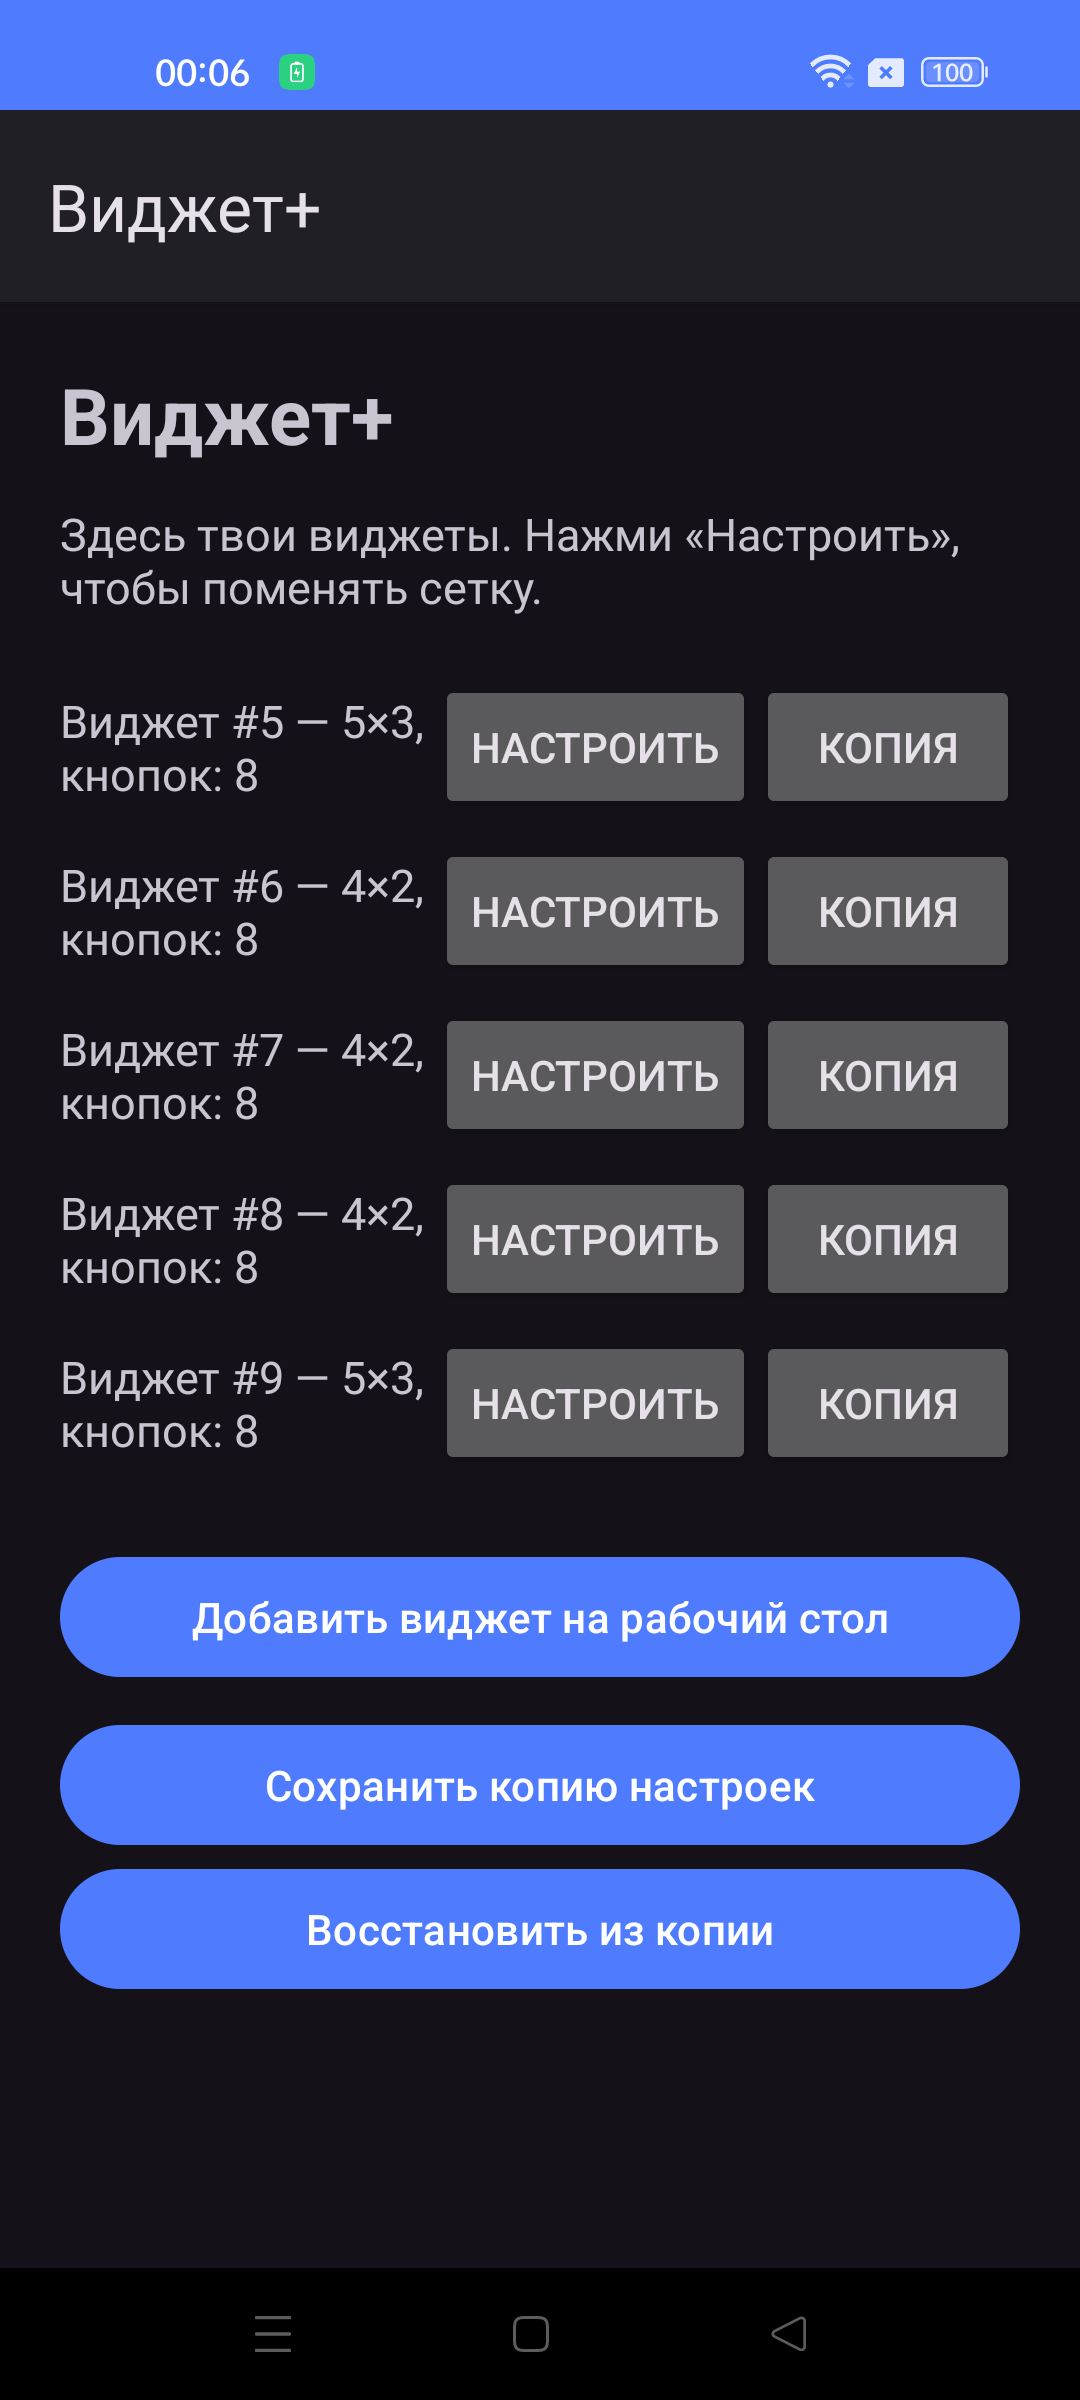 00:06
100
Виджет+
Виджет+
Здесь твои виджеты. Нажми «Настроить»,
чтобы поменять сетку.
Виджет #5 — 5×3,
кнопок: 8
НАСТРОИТЬ
КОПИЯ
Виджет #6 — 4×2,
кнопок: 8
НАСТРОИТЬ
КОПИЯ
Виджет #7 — 4×2,
кнопок: 8
НАСТРОИТЬ
КОПИЯ
Виджет #8 — 4×2,
кнопок: 8
НАСТРОИТЬ
КОПИЯ
Виджет #9 — 5×3,
кнопок: 8
НАСТРОИТЬ
КОПИЯ
Добавить виджет на рабочий стол
Сохранить копию настроек
Восстановить из копии